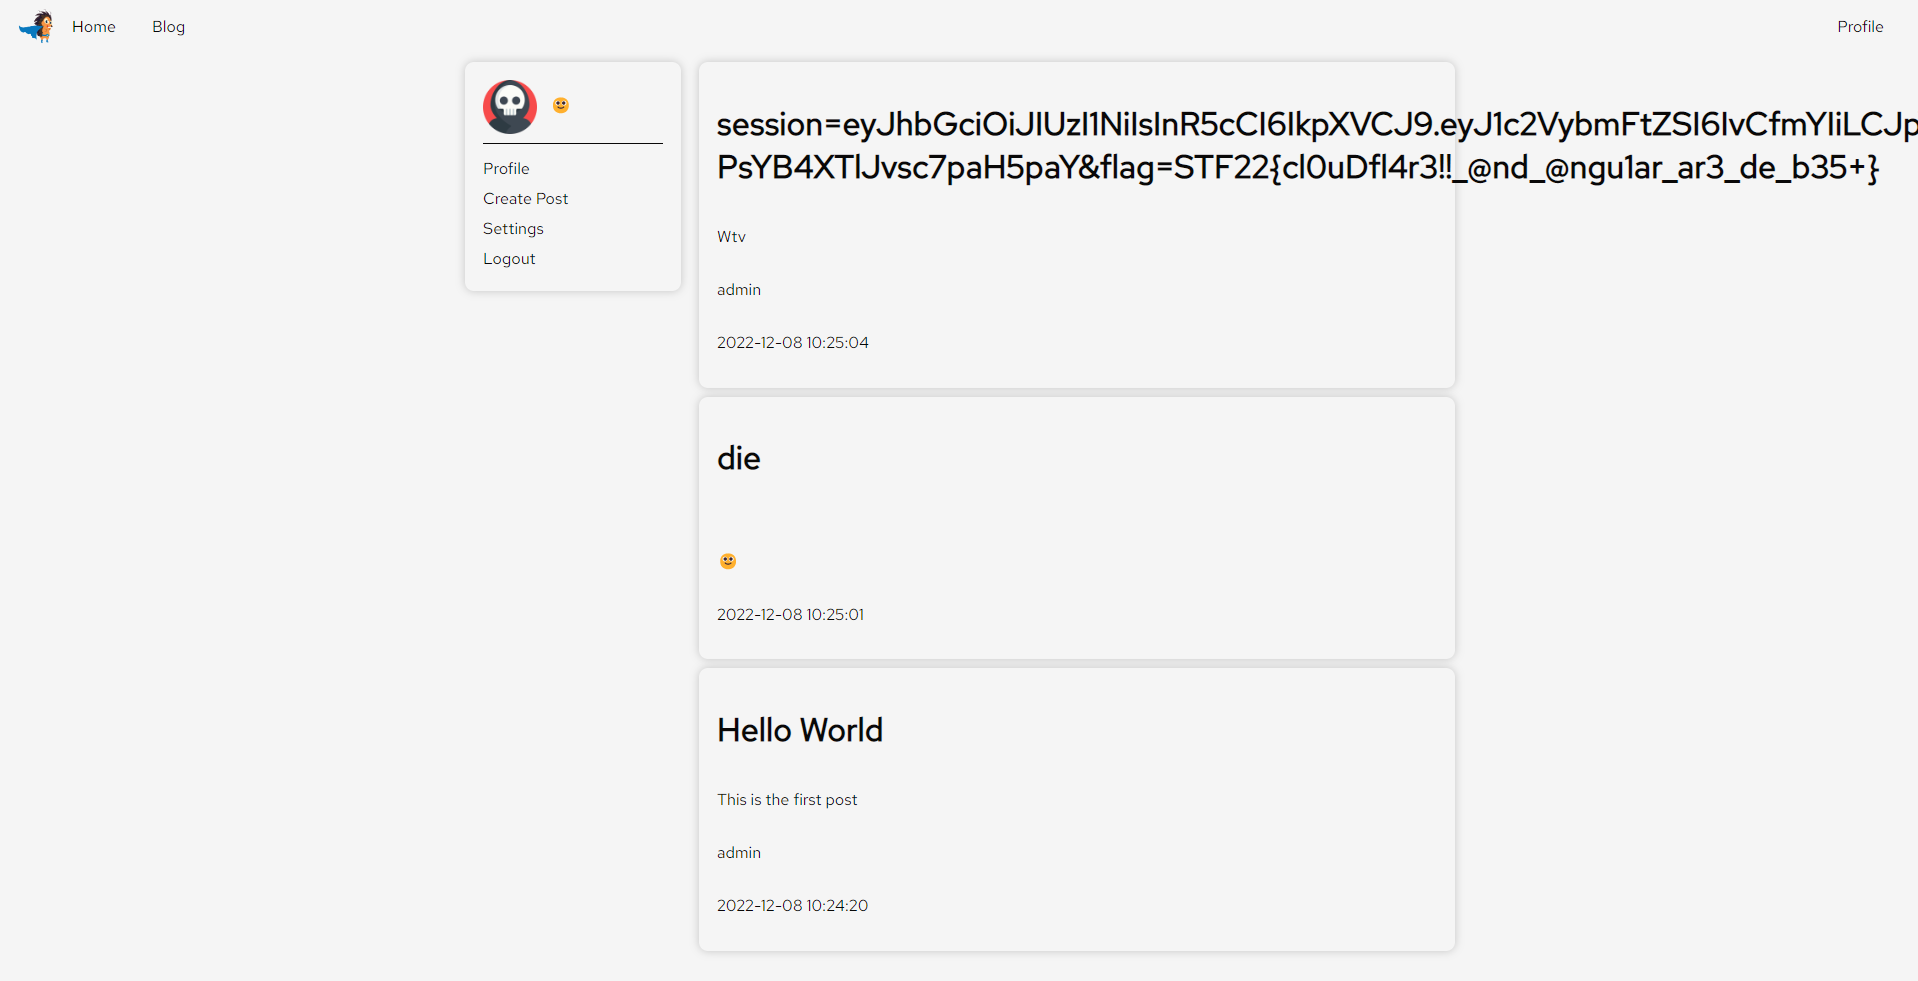 Home
Blog
Profile
🙂
Profile
Create Post
Settings
Logout
session=eyJhbGciOiJIUzI1NiIsInR5cCI6IkpXVCJ9.eyJ1c2VybmFtZSI6IvCfmYIiLCJp
PsYB4XTlJvsc7paH5paY&flag=STF22{cl0uDfl4r3!!_@nd_@ngu1ar_ar3_de_b35+}
Wtv
admin
2022-12-08 10:25:04
die
🙂
2022-12-08 10:25:01
Hello World
This is the first post
admin
2022-12-08 10:24:20